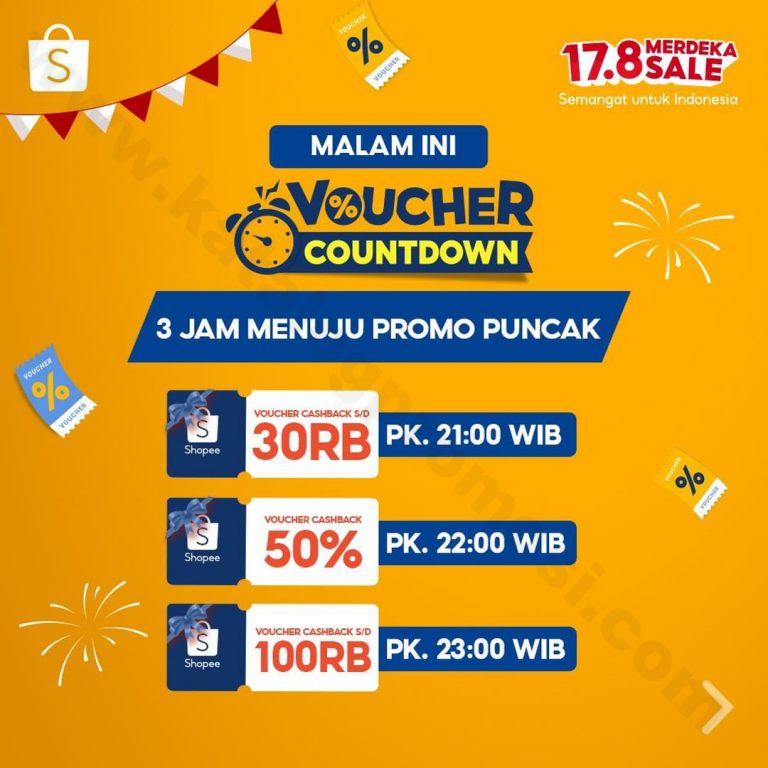 S
VOUCHER
%
VOUCHER
17.8 MERDEKA
SALE
Semangat untuk Indonesia
MALAM INI
VOUCHER
COUNTDOWN
3 JAM MENUJU PROMO PUNCAK
VOUCHER
%
VOUCHER
S
Shopee
VOUCHER CASHBACK S/D
30RB
PK. 21:00 WIB
S
Shopee
VOUCHER CASHBACK
50%
PK. 22:00 WIB
VOUCHER
%
VOUCHER
S
Shopee
VOUCHER CASHBACK S/D
100RB
PK. 23:00 WIB